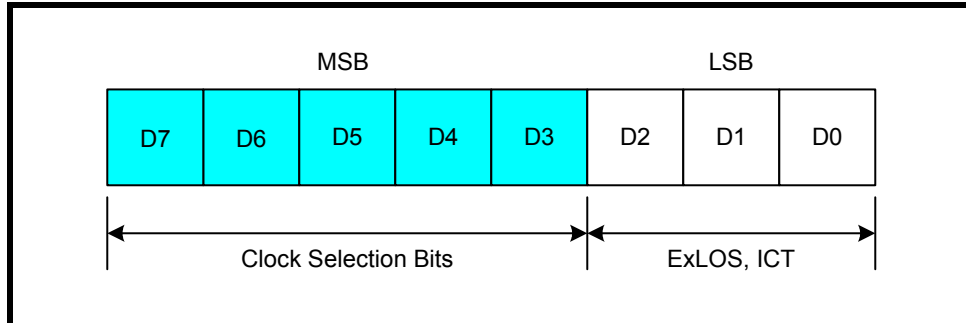 MSB LSB
D7 D6 D5 D4 D3 D2 D1 D0
Clock Selection Bits ExLOS, ICT